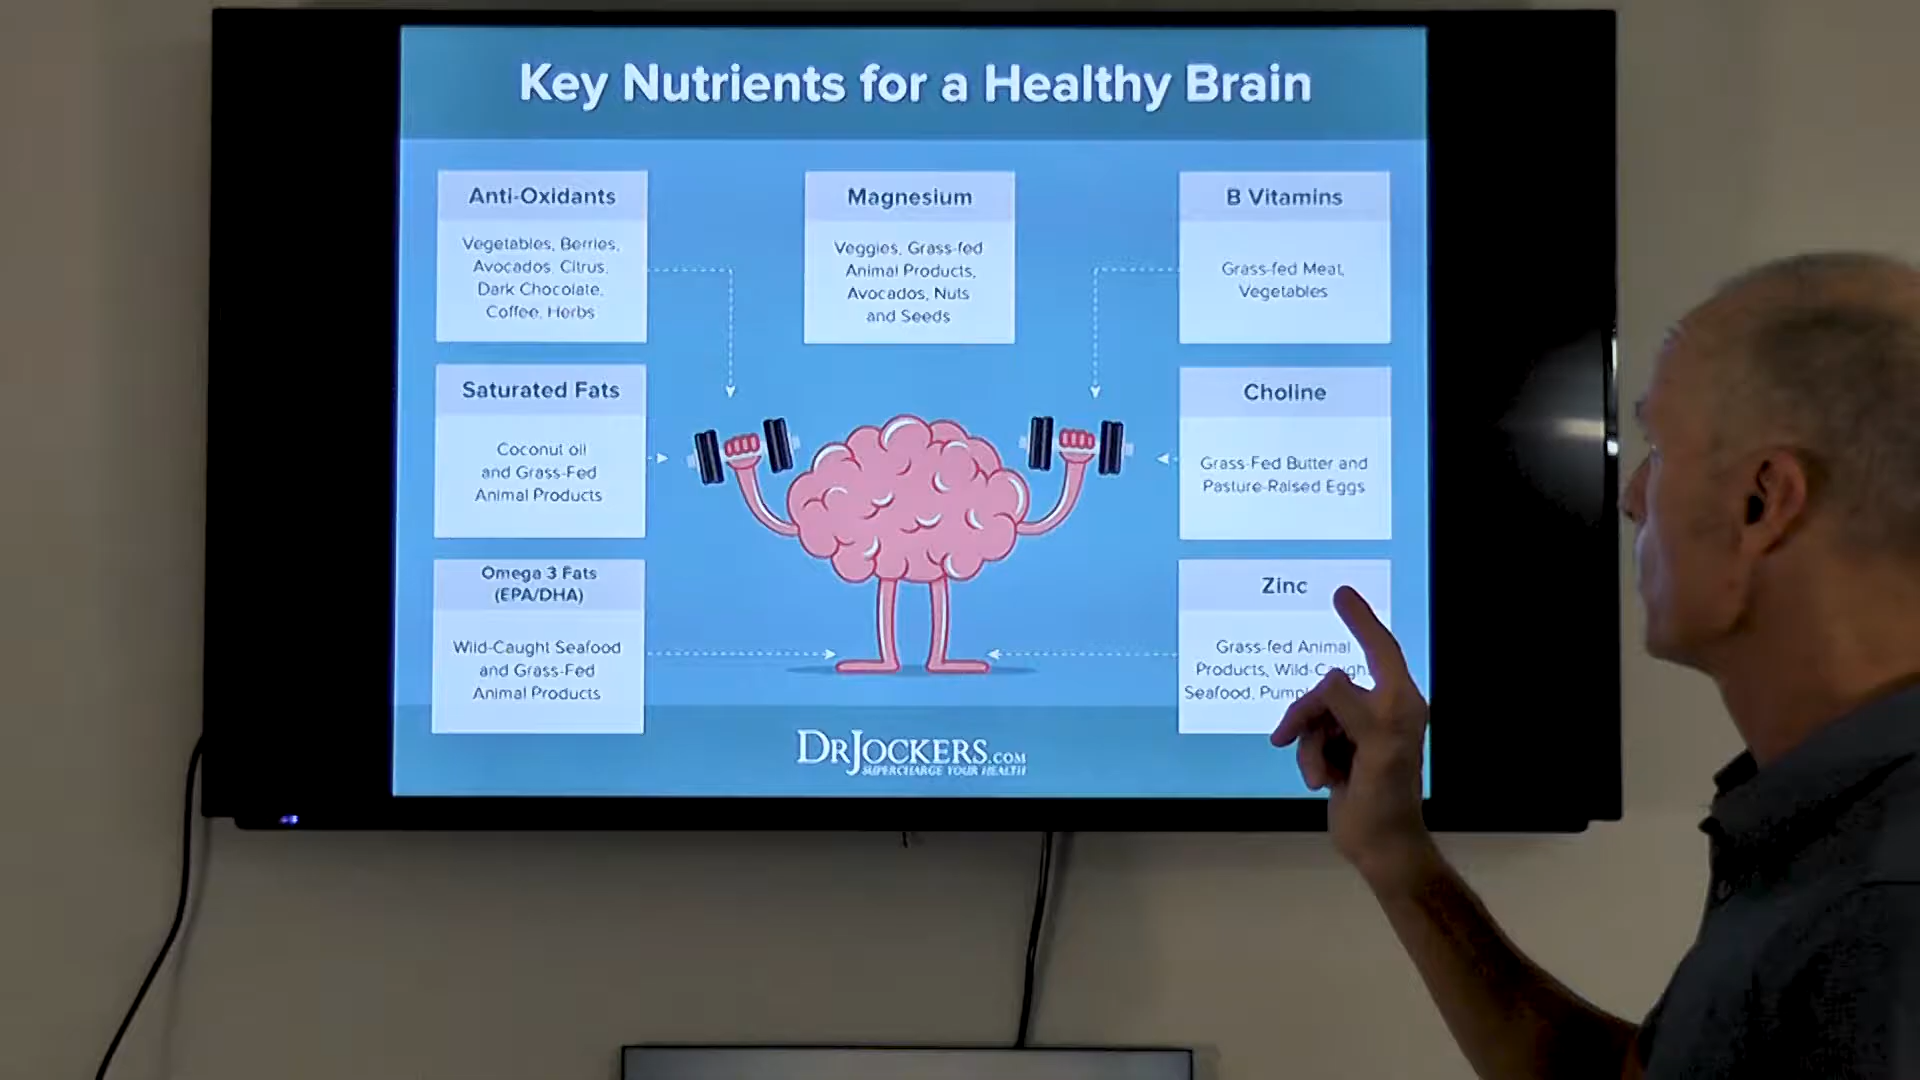 Key Nutrients for a Healthy Brain
Anti-Oxidants
Vegetables, Berries,
Avocados, Citrus,
Dark Chocolate,
Coffee, Herbs
Magnesium
Veggies, Grass-fed
Animal Products,
Avocados, Nuts
and Seeds
B Vitamins
Grass-fed Meat,
Vegetables
Saturated Fats
Coconut oil
and Grass-Fed
Animal Products
Choline
Grass-Fed Butter and
Pasture-Raised Eggs
Omega 3 Fats
(EPA/DHA)
Wild-Caught Seafood
and Grass-Fed
Animal Products
Zinc
Grass-fed Animal
Products,
Seafood,
DRJOCKERS.COM
SUPERCHARGE YOUR HEALTH